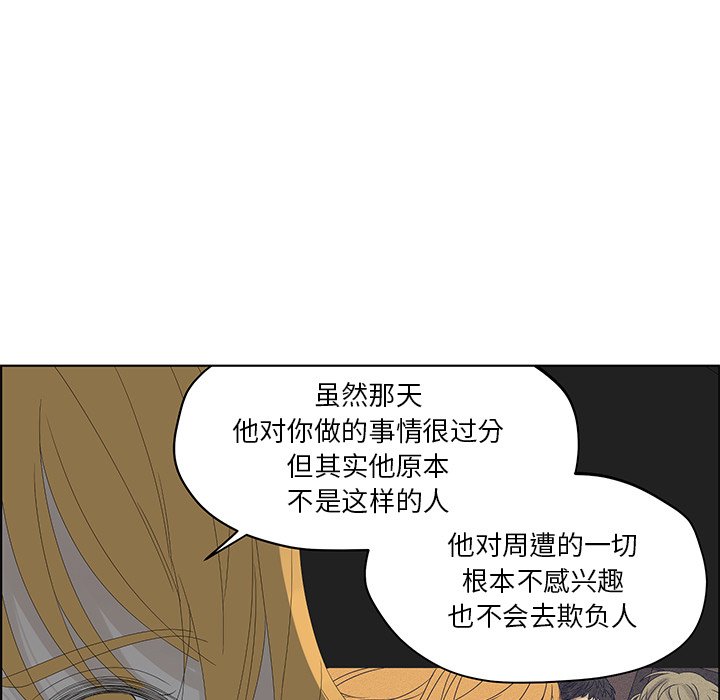 虽然那天
他对你做的事情很过分
但其实他原本
不是这样的人
他对周遭的一切
根本不感兴趣
也不会去欺负人